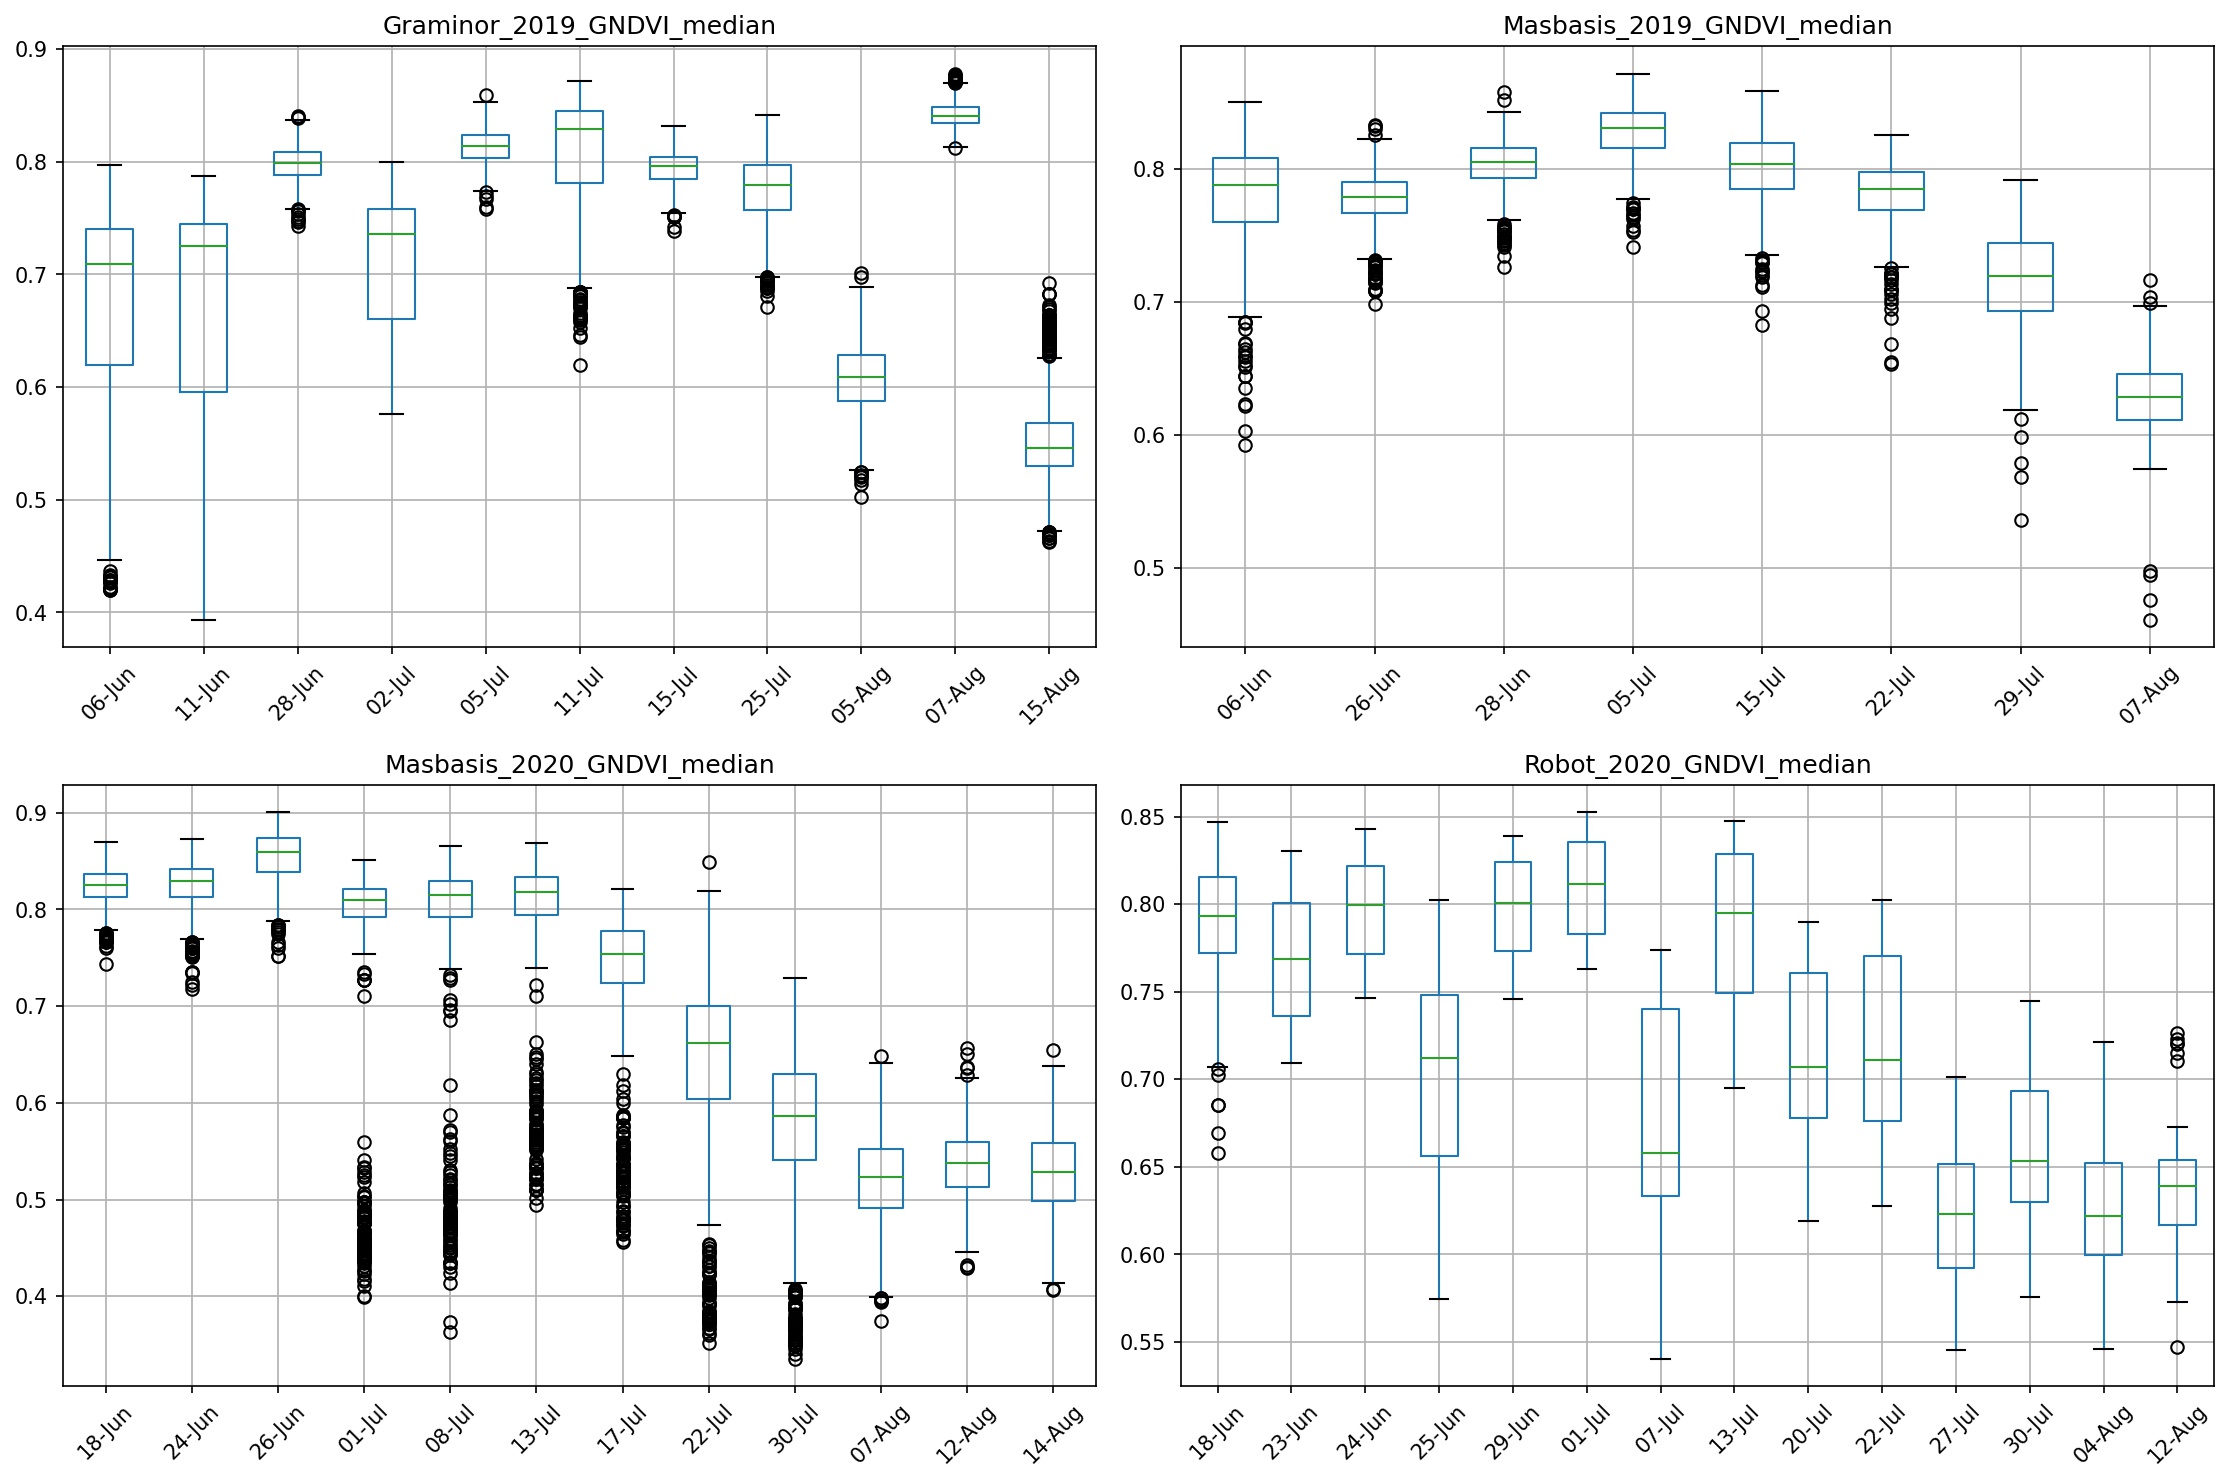 Graminor_2019_GNDVI_median
0.9
0.8
0.7
0.6
0.5
0.4
06-Jun 11-Jun 28-Jun 02-Jul 05-Jul 11-Jul 15-Jul 25-Jul 05-Aug 07-Aug 15-Aug
Masbasis_2019_GNDVI_median
0.8
0.7
0.6
0.5
06-Jun 26-Jun 28-Jun 05-Jul 15-Jul 22-Jul 29-Jul 07-Aug
Masbasis_2020_GNDVI_median
0.9
0.8
0.7
0.6
0.5
0.4
18-Jun 24-Jun 26-Jun 01-Jul 08-Jul 13-Jul 17-Jul 22-Jul 30-Jul 07-Aug 12-Aug 14-Aug
Robot_2020_GNDVI_median
0.85
0.80
0.75
0.70
0.65
0.60
0.55
18-Jun 23-Jun 24-Jun 25-Jun 29-Jun 01-Jul 07-Jul 13-Jul 20-Jul 22-Jul 27-Jul 30-Jul 04-Aug 12-Aug